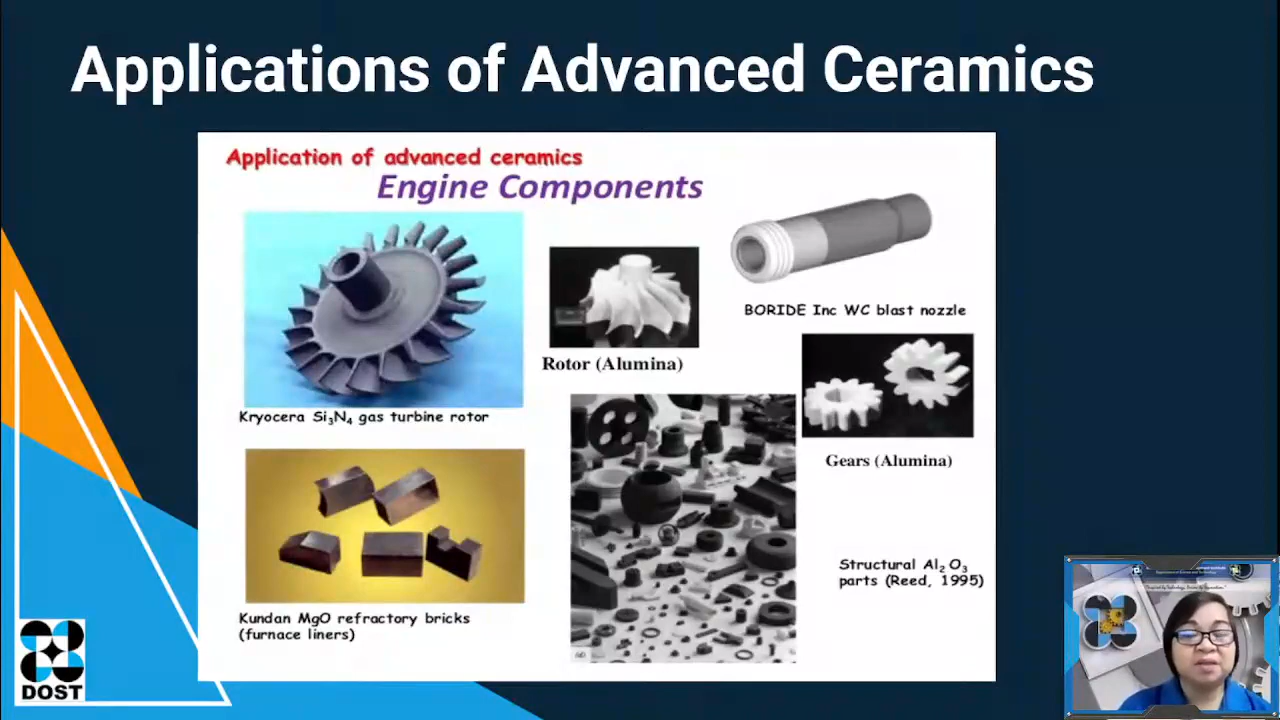 Applications of Advanced Ceramics
Application of advanced ceramics
Engine Components
BORIDE Inc WC blast nozzle
Rotor (Alumina)
Kryocera Si₃N₄ gas turbine rotor
Gears (Alumina)
Structural Al₂O₃
parts (Reed, 1995)
Kundan MgO refractory bricks
(furnace liners)
DOST